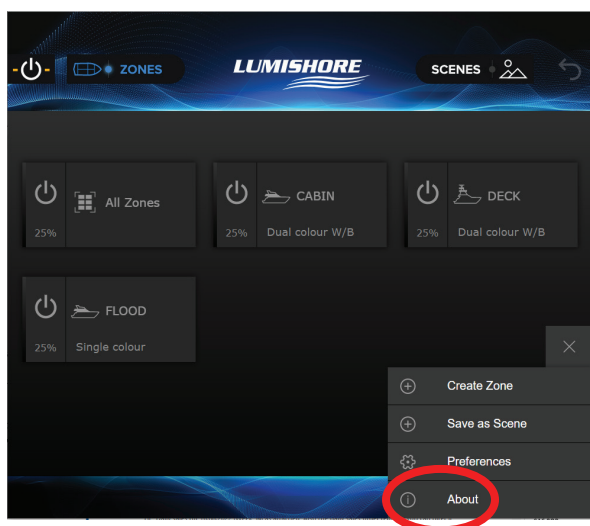 ZONES
LUMISHORE
SCENES
All Zones
25%
CABIN
25% Dual colour W/B
DECK
25% Dual colour W/B
FLOOD
25% Single colour
Create Zone
Save as Scene
Preferences
About